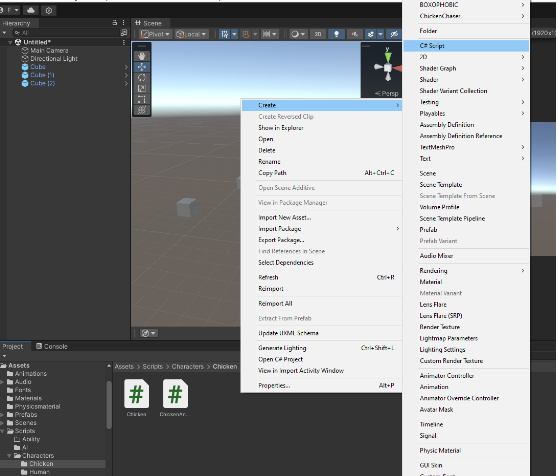 Hierarchy
All
Untitled*
Main Camera
Directional Light
Cube
Cube (1)
Cube (2)
Scene
Pivot
Local
2D
y
Persp
Create
Create Reversed Clip
Show in Explorer
Open
Delete
Rename
Copy Path Alt+Ctrl+C
Open Scene Additive
View in Package Manager
Import New Asset...
Import Package
Export Package...
Find References in Scene
Select Dependencies
Refresh Ctrl+R
Reimport
Reimport All
Extract From Prefab
Update UXML Schema
Generate Lighting Ctrl+Shift+L
Open C# Project
View in Import Activity Window
Properties... Alt+P
BOXOPHOBIC
ChickenChaser
Folder
C# Script
2D
Shader Graph
Shader
Shader Variant Collection
Testing
Playables
Assembly Definition
Assembly Definition Reference
TextMeshPro
Text
Scene
Scene Template
Scene Template From Scene
Volume Profile
Scene Template Pipeline
Prefab
Prefab Variant
Audio Mixer
Rendering
Material
Material Variant
Lens Flare
Lens Flare (SRP)
Render Texture
Lightmap Parameters
Lighting Settings
Custom Render Texture
Animator Controller
Animation
Animator Override Controller
Avatar Mask
Timeline
Signal
Physic Material
GUI Skin
(1920x
Project
Console
Assets
Animations
Audio
Fonts
Materials
Physicsmaterial
Prefabs
Scenes
Scripts
Ability
AI
Characters
Chicken
Human
Assets > Scripts > Characters > Chicken
#
Chicken
#
ChickenAn...